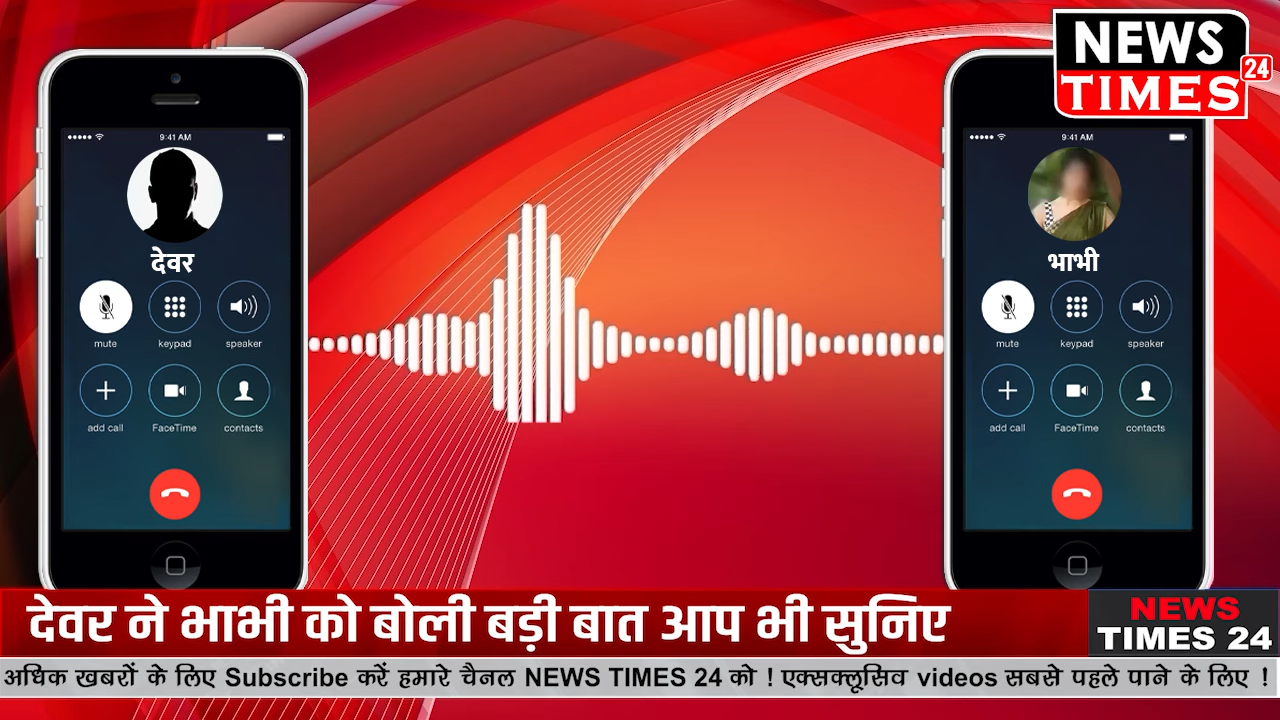 NEWS
TIMES
24
9:41 AM
देवर
mute keypad speaker
add call FaceTime contacts
9:41 AM
भाभी
mute keypad speaker
add call FaceTime contacts
देवर ने भाभी को बोली बड़ी बात आप भी सुनिए
NEWS
TIMES 24
अधिक खबरों के लिए Subscribe करें हमारे चैनल NEWS TIMES 24 को ! एक्सक्लूसिव videos सबसे पहले पाने के लिए !